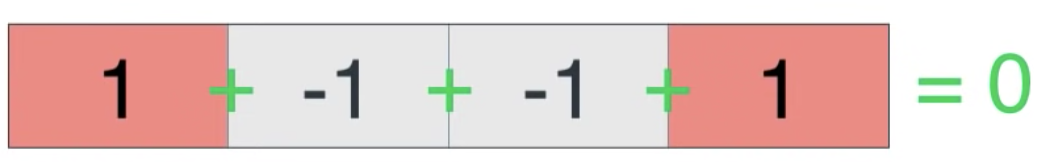 1 + -1 + -1 + 1 = 0